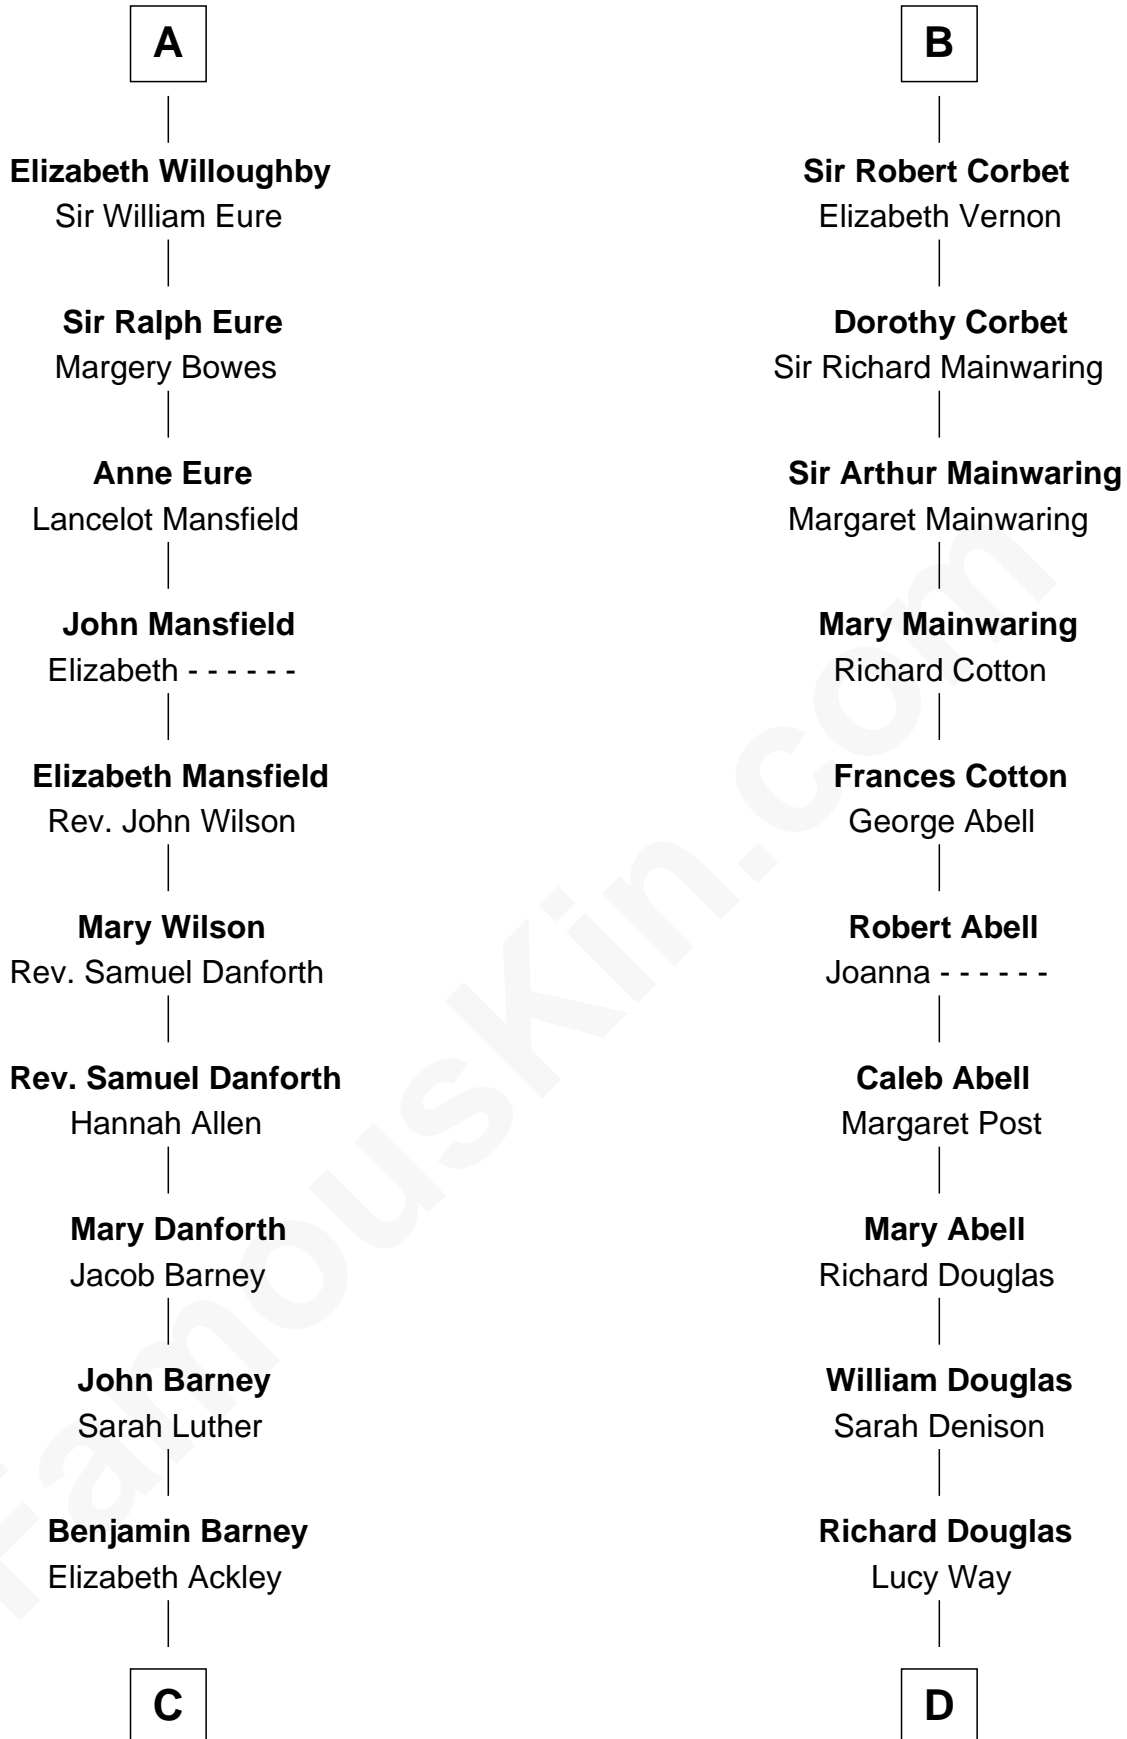 A
Elizabeth Willoughby
Sir William Eure
Sir Ralph Eure
Margery Bowes
Anne Eure
Lancelot Mansfield
John Mansfield
Elizabeth - - - - - -
Elizabeth Mansfield
Rev. John Wilson
Mary Wilson
Rev. Samuel Danforth
Rev. Samuel Danforth
Hannah Allen
Mary Danforth
Jacob Barney
John Barney
Sarah Luther
Benjamin Barney
Elizabeth Ackley
C
B
Sir Robert Corbet
Elizabeth Vernon
Dorothy Corbet
Sir Richard Mainwaring
Sir Arthur Mainwaring
Margaret Mainwaring
Mary Mainwaring
Richard Cotton
Frances Cotton
George Abell
Robert Abell
Joanna - - - - - -
Caleb Abell
Margaret Post
Mary Abell
Richard Douglas
William Douglas
Sarah Denison
Richard Douglas
Lucy Way
D
FamousKin.com